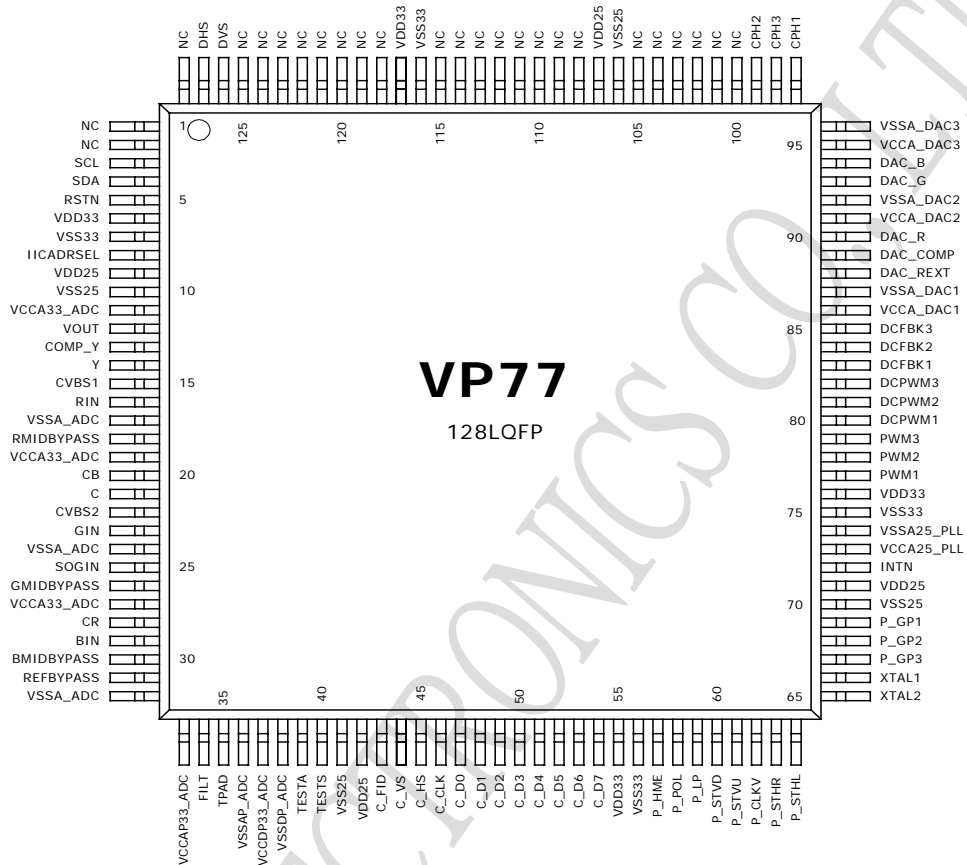 NC DHS DVS NC NC NC NC NC NC NC NC VDD33 VSS33 NC NC NC NC NC NC NC NC VDD25 VSS25 NC NC NC NC NC NC CPH2 CPH3 CPH1
1 125 120 115 110 105 100 95
NC
NC
SCL
SDA
RSTN
VDD33
VSS33
IICADRSEL
VDD25
VSS25
VCCA33_ADC
VOUT
COMP_Y
Y
CVBS1
RIN
VSSA_ADC
RMIDBYPASS
VCCA33_ADC
CB
C
CVBS2
GIN
VSSA_ADC
SOGIN
GMIDBYPASS
VCCA33_ADC
CR
BIN
BMIDBYPASS
REFBYPASS
VSSA_ADC
5
10
15
20
25
30
VP77
128LQFP
90
85
80
75
70
VSSA_DAC3
VCCA_DAC3
DAC_B
DAC_G
VSSA_DAC2
VCCA_DAC2
DAC_R
DAC_COMP
DAC_REXT
VSSA_DAC1
VCCA_DAC1
DCFBK3
DCFBK2
DCFBK1
DCPWM3
DCPWM2
DCPWM1
PWM3
PWM2
PWM1
VDD33
VSS33
VSSA25_PLL
VCCA25_PLL
INTN
VDD25
VSS25
P_GP1
P_GP2
P_GP3
XTAL1
XTAL2
35 40 45 50 55 60 65
VCCAP33_ADC FILT TPAD VSSAP_ADC VCCDP33_ADC VSSDP_ADC TESTA TESTS VSS25 VDD25 C_FID C_VS C_HS C_CLK C_D0 C_D1 C_D2 C_D3 C_D4 C_D5 C_D6 C_D7 VDD33 VSS33 P_HME P_POL P_LP P_STVD P_STVU P_CLKV P_STHR P_STHL
CTRONICS CO., LT